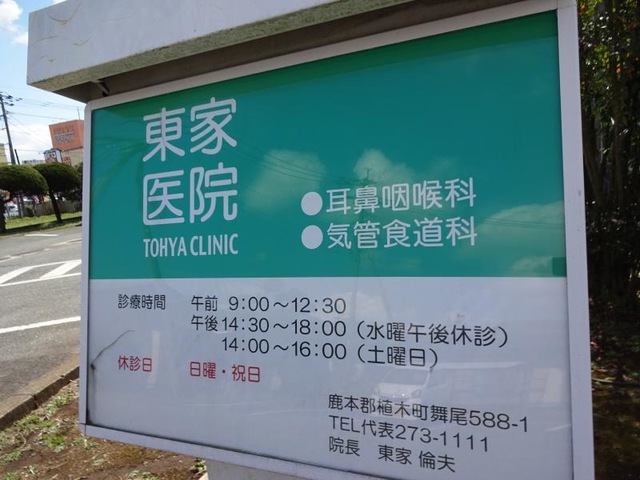 東家
医院
TOHYA CLINIC
●耳鼻咽喉科
●気管食道科
診療時間 午前 9:00～12:30
午後 14:30～18:00（水曜午後休診）
14:00～16:00（土曜日）
休診日 日曜・祝日
鹿本郡植木町舞尾588-1
TEL代表273-1111
院長 東家 倫夫